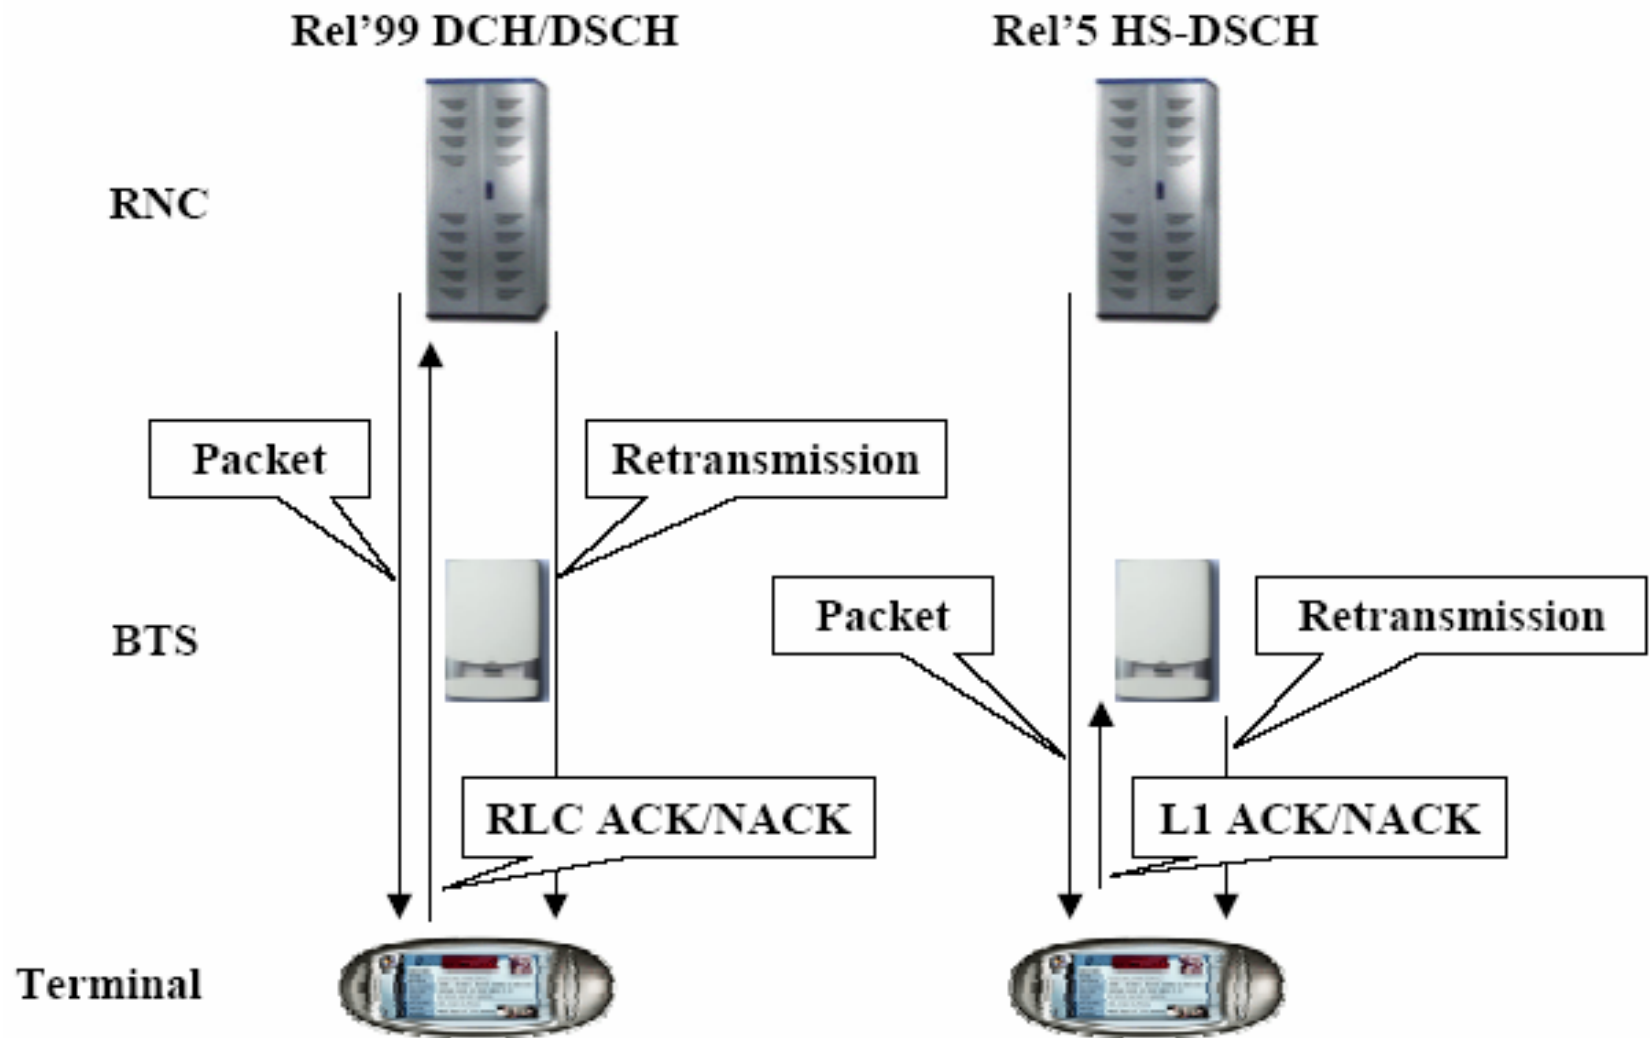 Rel’99 DCH/DSCH
Rel’5 HS-DSCH
RNC
Packet
Retransmission
BTS
Packet
Retransmission
RLC ACK/NACK
L1 ACK/NACK
Terminal